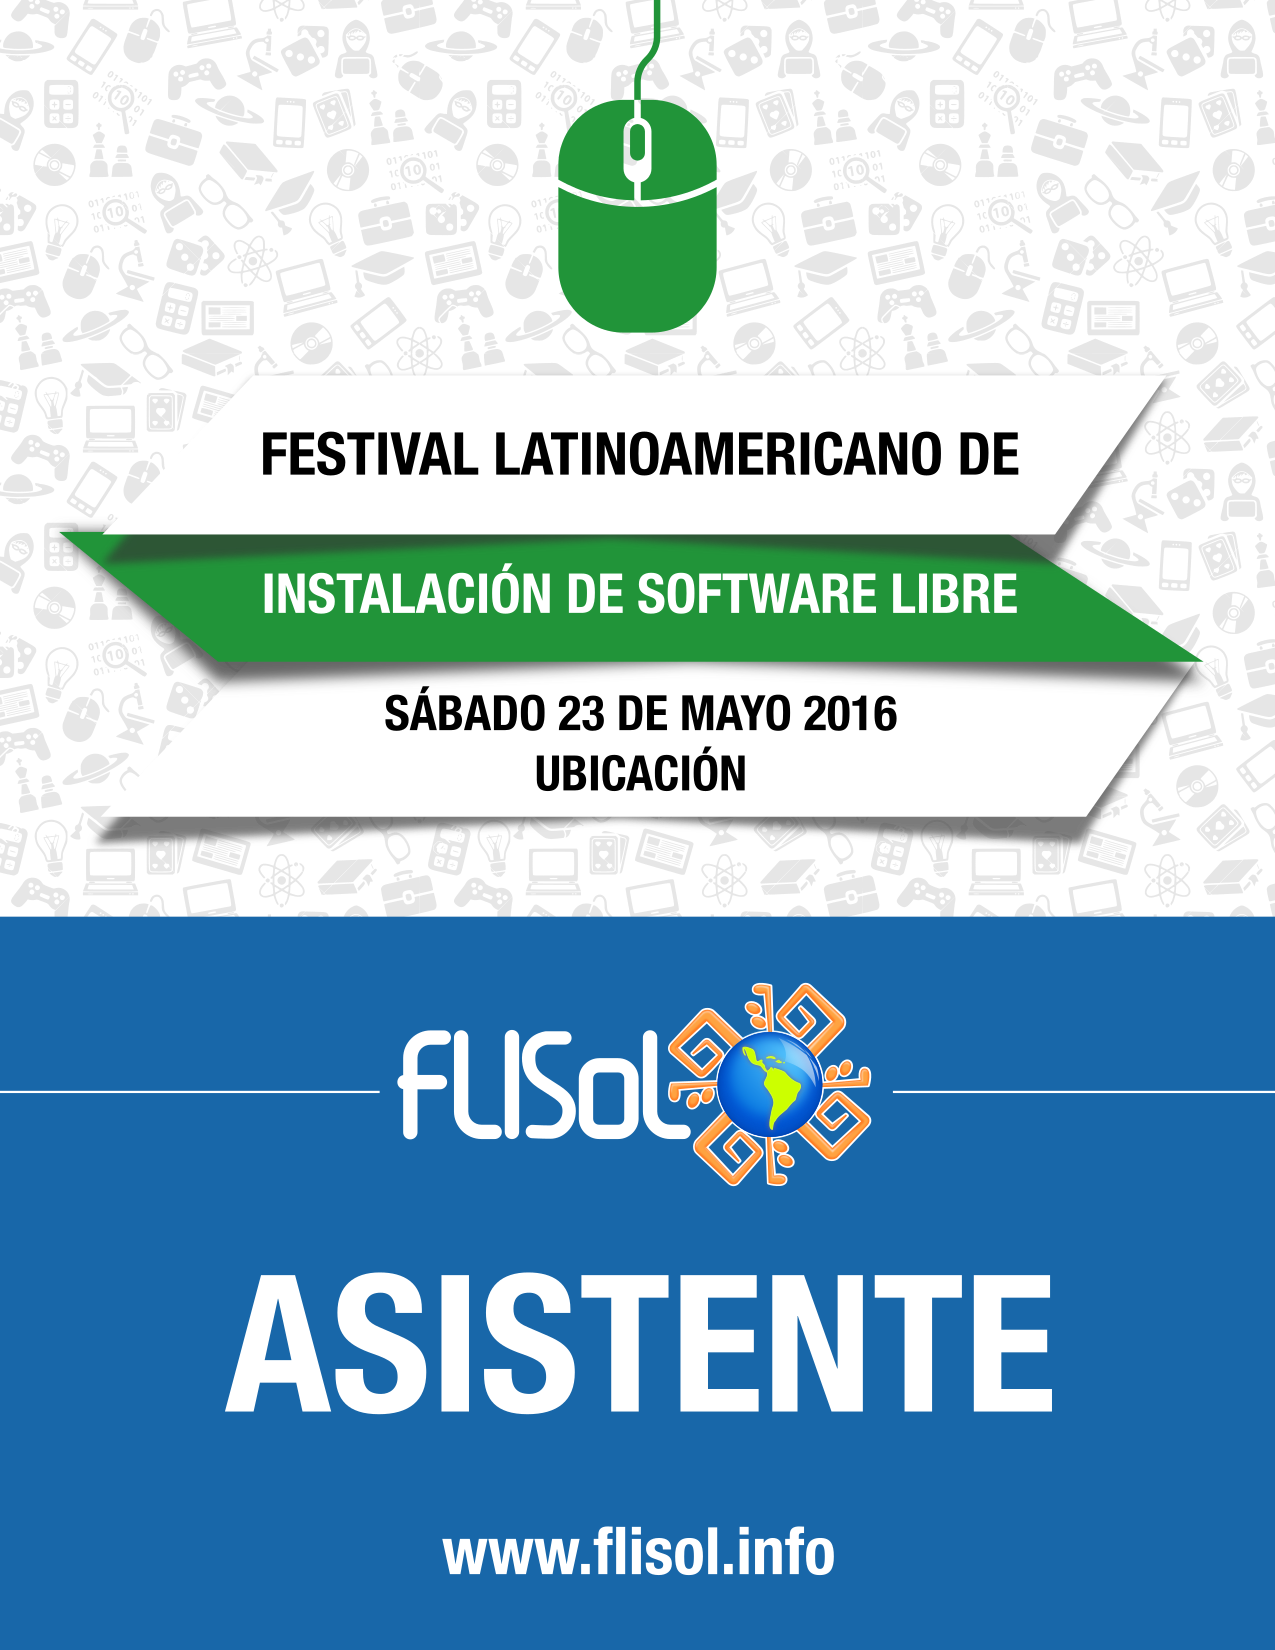 FESTIVAL LATINOAMERICANO DE
INSTALACIÓN DE SOFTWARE LIBRE
SÁBADO 23 DE MAYO 2016
UBICACIÓN
FLISoL
ASISTENTE
www.flisol.info